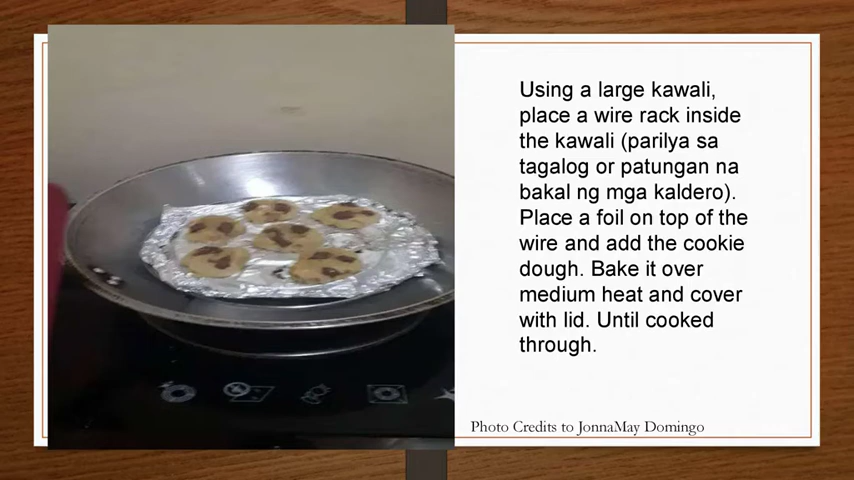 Using a large kawali,
place a wire rack inside
the kawali (parilya sa
tagalog or patungan na
bakal ng mga kaldero).
Place a foil on top of the
wire and add the cookie
dough. Bake it over
medium heat and cover
with lid. Until cooked
through.
Photo Credits to JonnaMay Domingo